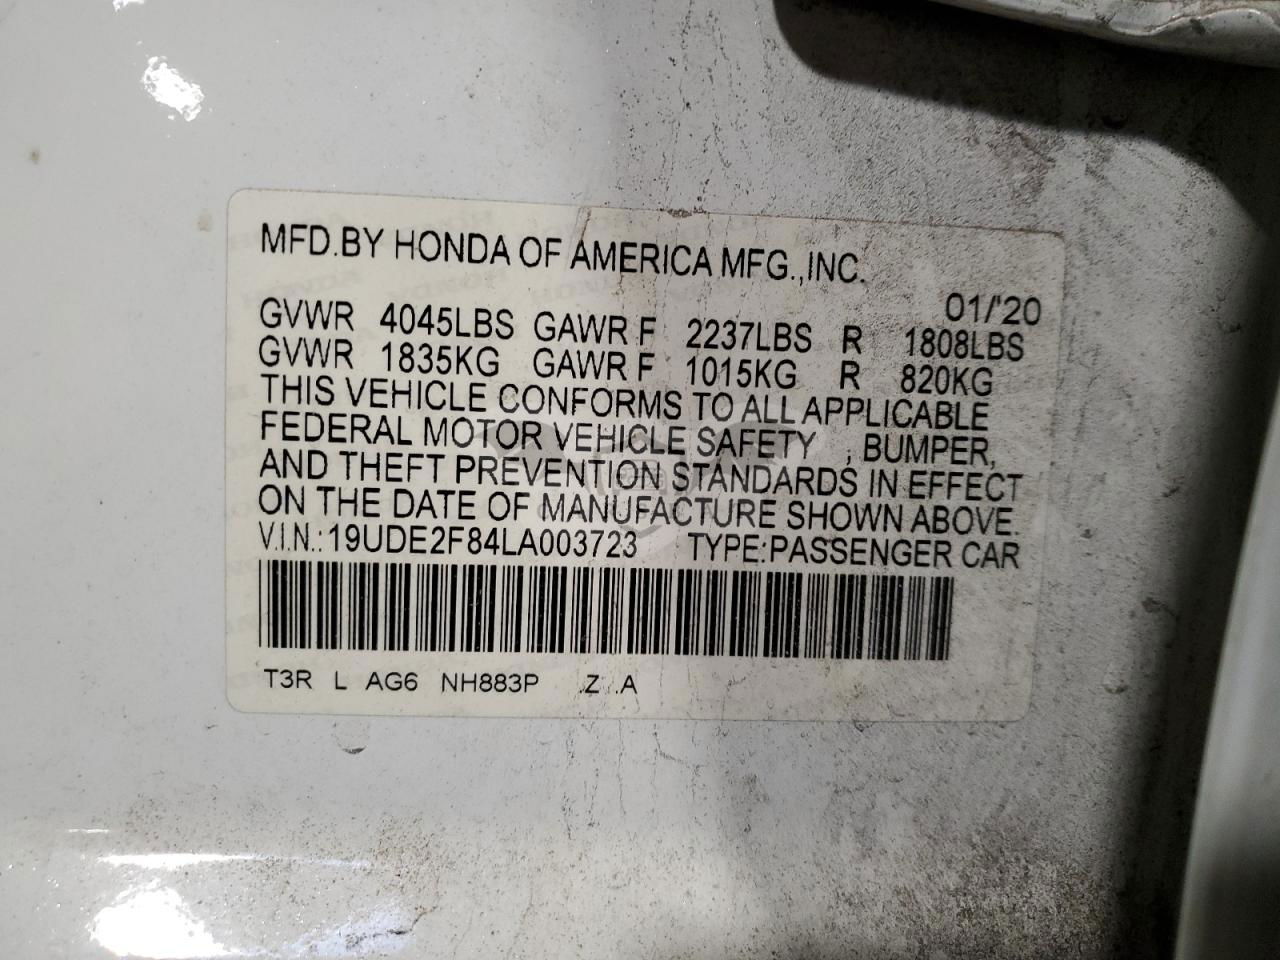 MFD.BY HONDA OF AMERICA MFG.,INC.
01/'20
GVWR 4045LBS GAWR F 2237LBS R 1808LBS
GVWR 1835KG GAWR F 1015KG R 820KG
THIS VEHICLE CONFORMS TO ALL APPLICABLE
FEDERAL MOTOR VEHICLE SAFETY , BUMPER,
AND THEFT PREVENTION STANDARDS IN EFFECT
ON THE DATE OF MANUFACTURE SHOWN ABOVE.
V.I.N.:19UDE2F84LA003723 TYPE:PASSENGER CAR
T3R L AG6 NH883P .Z .A